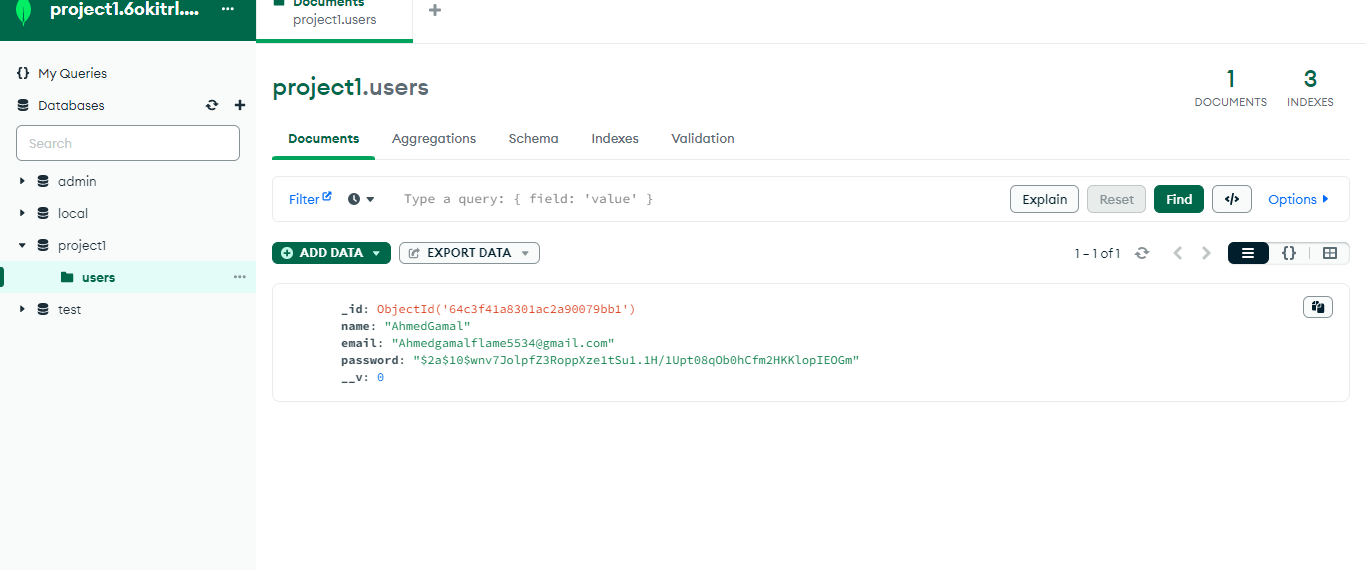 project1.6okitrl....
Documents
project1.users
My Queries
Databases
Search
admin
local
project1
users
test
project1.users
1
DOCUMENTS
3
INDEXES
Documents Aggregations Schema Indexes Validation
Filter Type a query: { field: 'value' } Explain Reset Find </> Options
ADD DATA EXPORT DATA 1 – 1 of 1 {}
_id: ObjectId('64c3f41a8301ac2a90079bb1')
name: "AhmedGamal"
email: "Ahmedgamalflame5534@gmail.com"
password: "$2a$10$wnv7JolpfZ3RoppXze1tSu1.1H/1Upt08qOb0hCfm2HKKlopIEOGm"
__v: 0